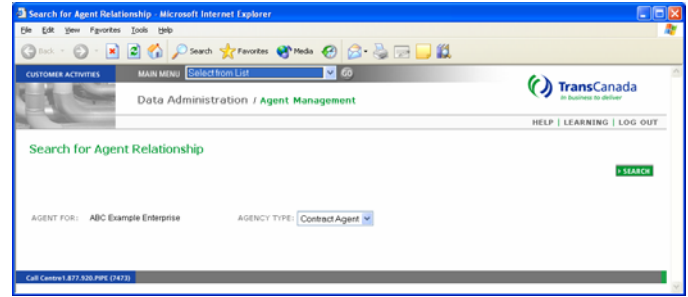 Search for Agent Relationship - Microsoft Internet Explorer
File Edit View Favorites Tools Help
Back Search Favorites Media
CUSTOMER ACTIVITIES MAIN MENU Select from List GO
TransCanada
In business to deliver
Data Administration / Agent Management
HELP | LEARNING | LOG OUT
Search for Agent Relationship
SEARCH
AGENT FOR: ABC Example Enterprise AGENCY TYPE: Contract Agent
Call Centre1.877.920.PIPE (7473)